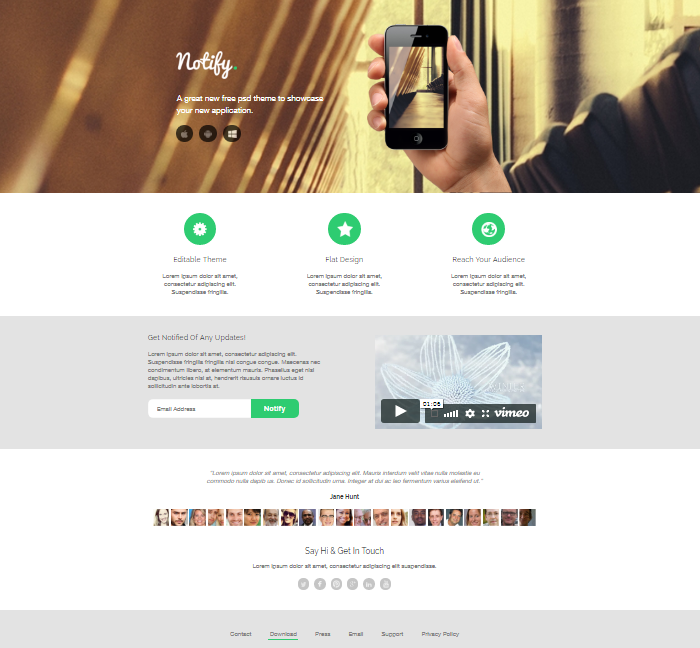 Notify.
A great new free psd theme to showcase
your new application.
Editable Theme
Lorem ipsum dolor sit amet,
consectetur adipiscing elit.
Suspendisse fringilla.
Flat Design
Lorem ipsum dolor sit amet,
consectetur adipiscing elit.
Suspendisse fringilla.
Reach Your Audience
Lorem ipsum dolor sit amet,
consectetur adipiscing elit.
Suspendisse fringilla.
Get Notified Of Any Updates!
Lorem ipsum dolor sit amet, consectetur adipiscing elit.
Suspendisse fringilla fringilla nisl congue congue. Maecenas nec
condimentum libero, at elementum mauris. Phasellus eget nisl
dapibus, ultricies nisl at, hendrerit risusuis ornare luctus id
sollicitudin ante lobortis at.
Email Address
Notify
01:06
vimeo
"Lorem ipsum dolor sit amet, consectetur adipiscing elit. Mauris interdum velit vitae nulla molestie eu
commodo nulla dapib us. Donec id sollicitudin urna. Integer at dui ac leo fermentum varius eleifend ut."
Jane Hunt
Say Hi & Get In Touch
Lorem ipsum dolor sit amet, consectetur adipiscing elit suspendisse.
Contact
Download
Press
Email
Support
Privacy Policy